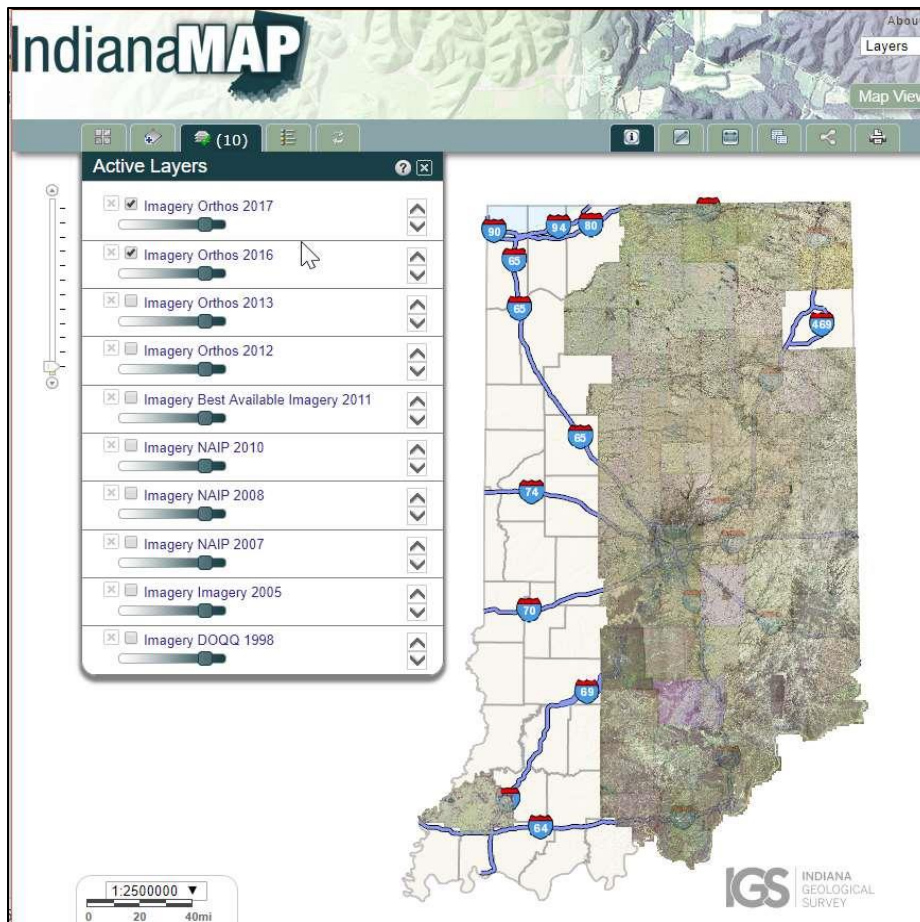 IndianaMAP
About
Layers
Map View
(10)
Active Layers
?
Imagery Orthos 2017
Imagery Orthos 2016
Imagery Orthos 2013
Imagery Orthos 2012
Imagery Best Available Imagery 2011
Imagery NAIP 2010
Imagery NAIP 2008
Imagery NAIP 2007
Imagery Imagery 2005
Imagery DOQQ 1998
90
94
80
65
65
469
65
74
70
69
64
1:2500000
0 20 40mi
IGS INDIANA
GEOLOGICAL
SURVEY